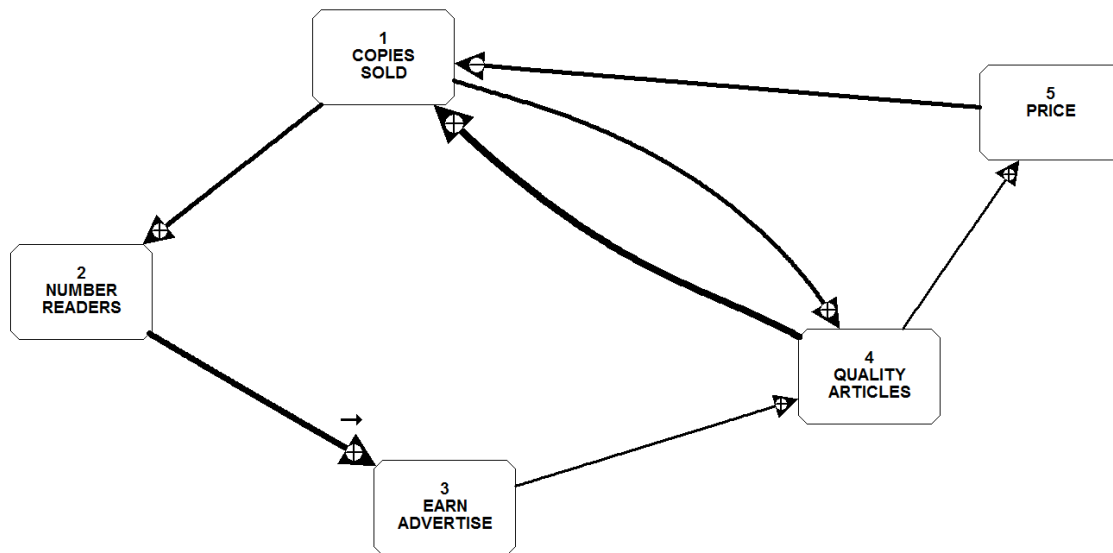 1
COPIES
SOLD
5
PRICE
2
NUMBER
READERS
4
QUALITY
ARTICLES
3
EARN
ADVERTISE